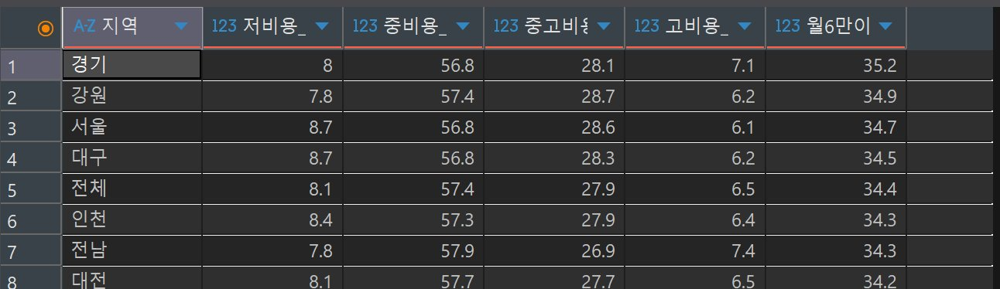 A-Z 지역 123 저비용_ 123 중비용_ 123 중고비용 123 고비용_ 123 월6만이
1 경기 8 56.8 28.1 7.1 35.2
2 강원 7.8 57.4 28.7 6.2 34.9
3 서울 8.7 56.8 28.6 6.1 34.7
4 대구 8.7 56.8 28.3 6.2 34.5
5 전체 8.1 57.4 27.9 6.5 34.4
6 인천 8.4 57.3 27.9 6.4 34.3
7 전남 7.8 57.9 26.9 7.4 34.3
8 대전 8.1 57.7 27.7 6.5 34.2